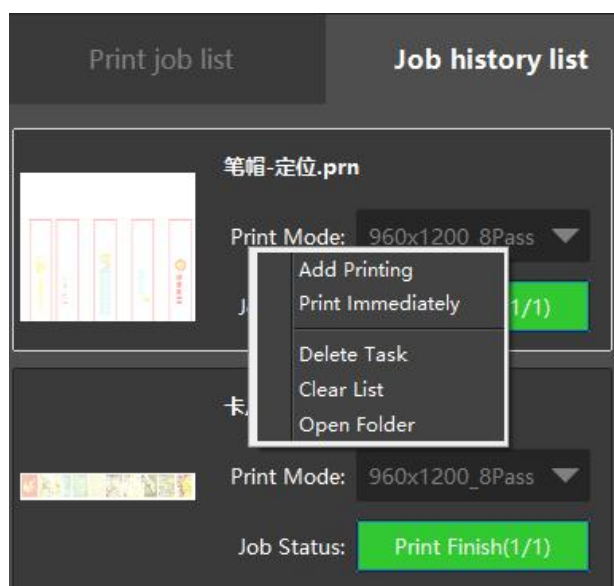 Print job list
Job history list
笔帽-定位.prn
Print Mode:
960x1200_8Pass
Add Printing
Print Immediately
1/1)
Delete Task
Clear List
Open Folder
Print Mode:
960x1200_8Pass
Job Status:
Print Finish(1/1)